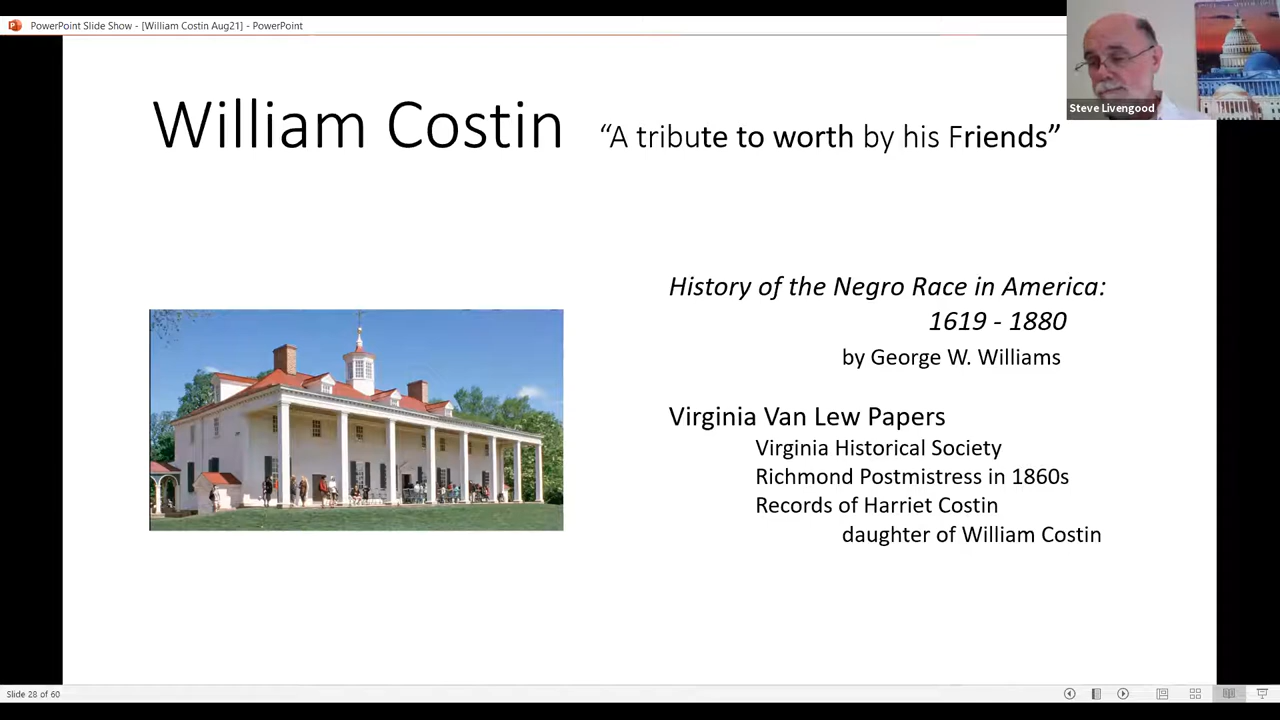 PowerPoint Slide Show - [William Costin Aug21] - PowerPoint
Steve Livengood
William Costin “A tribute to worth by his Friends”
History of the Negro Race in America:
1619 - 1880
by George W. Williams
Virginia Van Lew Papers
Virginia Historical Society
Richmond Postmistress in 1860s
Records of Harriet Costin
daughter of William Costin
Slide 28 of 60